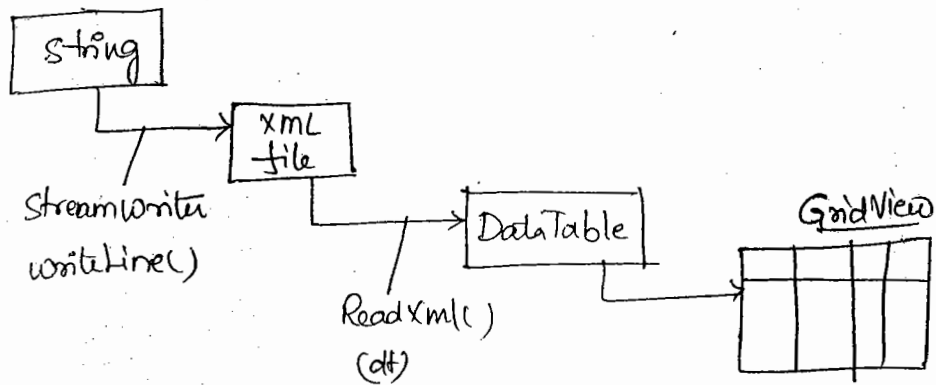 String
XML
file
StreamWriter
writeLine()
DataTable
GridView
ReadXml()
(dt)